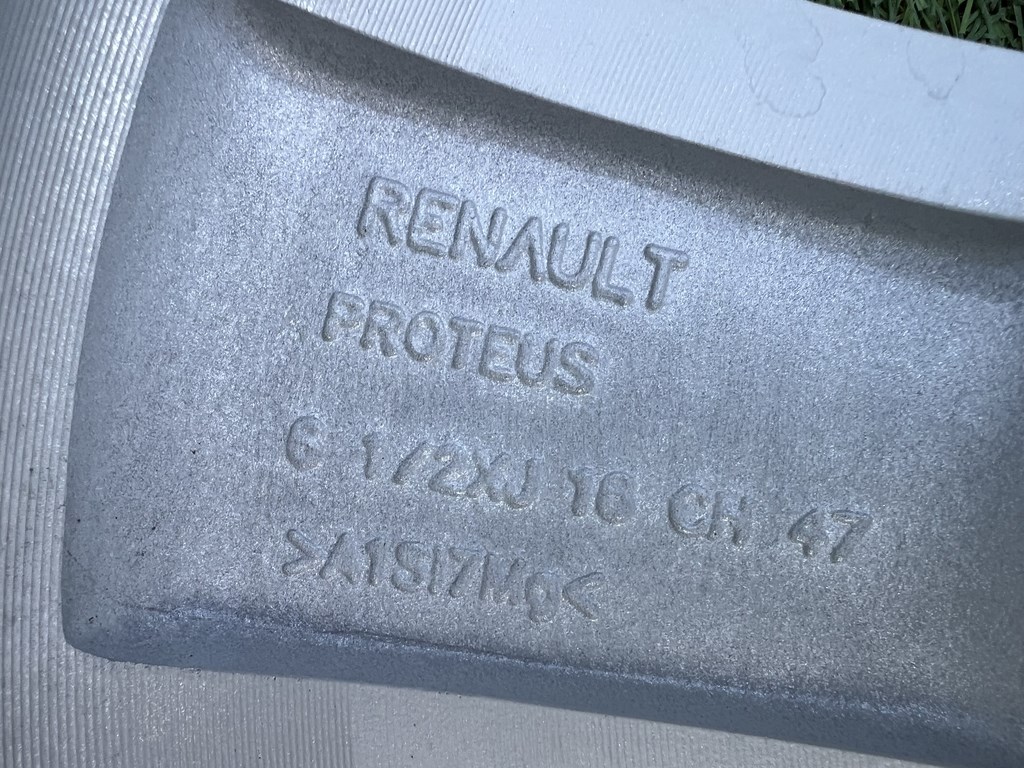 RENAULT
PROTEUS
6 1/2XJ 16 CH 47
>A1SI7Mg<